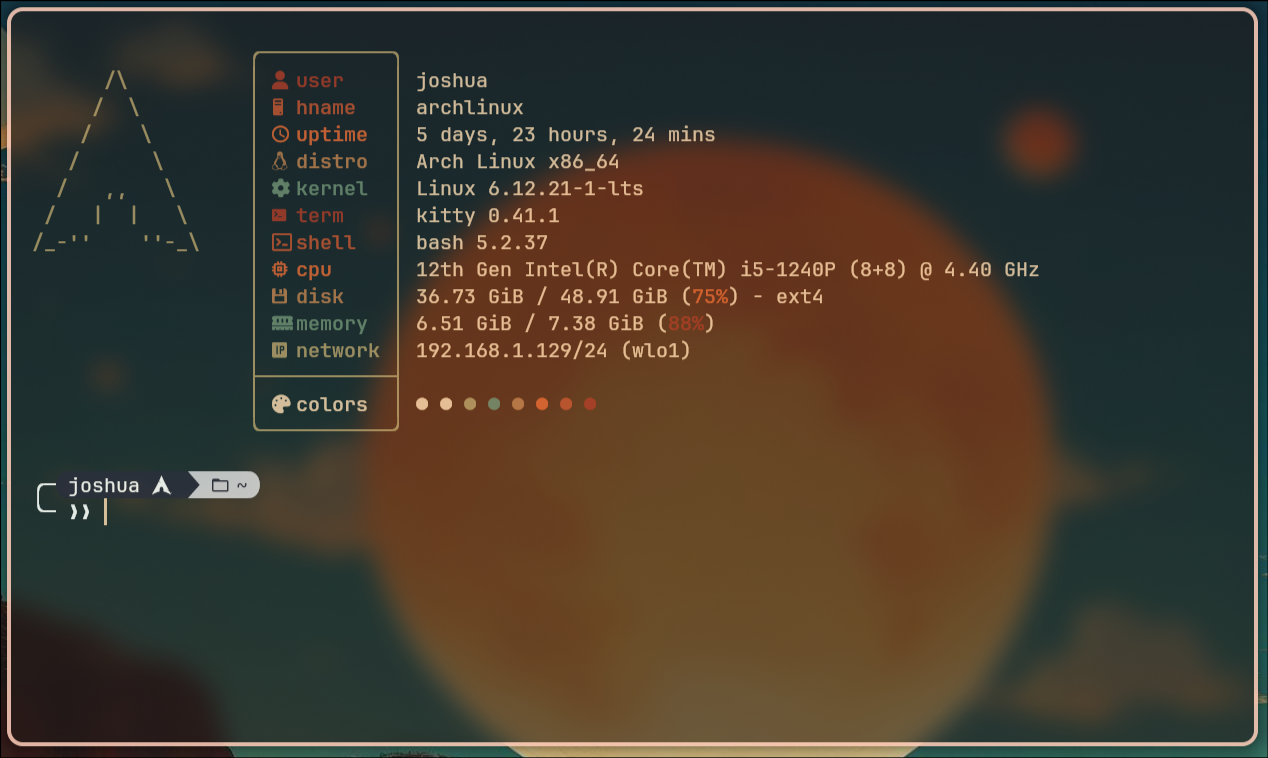 user joshua
hname archlinux
uptime 5 days, 23 hours, 24 mins
distro Arch Linux x86_64
kernel Linux 6.12.21-1-lts
term kitty 0.41.1
shell bash 5.2.37
cpu 12th Gen Intel(R) Core(TM) i5-1240P (8+8) @ 4.40 GHz
disk 36.73 GiB / 48.91 GiB (75%) - ext4
memory 6.51 GiB / 7.38 GiB (88%)
network 192.168.1.129/24 (wlo1)
colors
joshua ~